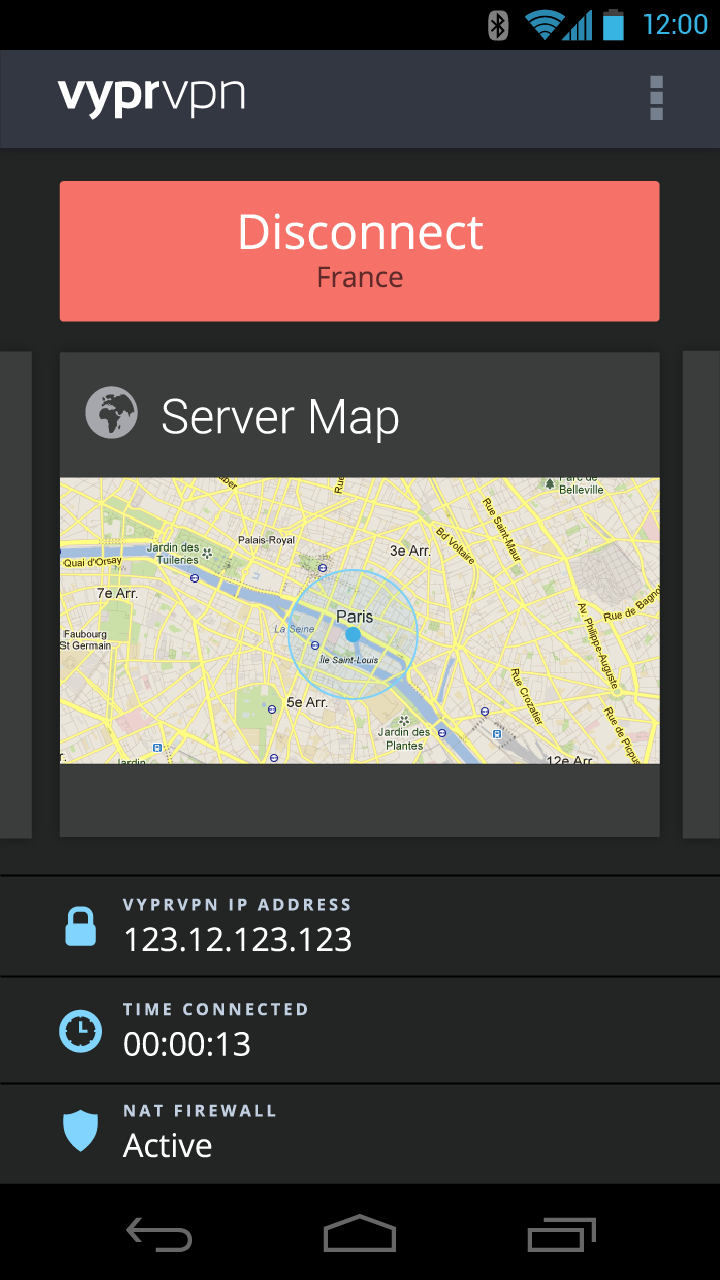 12:00
vyprvpn
Disconnect
France
Server Map
Parc de
Belleville
Rue Saint-Maur
Bd Voltaire
Palais-Royal
3e Arr.
Jardin des
Tuileries
Quai d'Orsay
7e Arr.
Rue de Bagnol
Av. Philippe-Auguste
Paris
La Seine
Faubourg
St Germain
Île Saint-Louis
5e Arr.
Rue Crozatier
Rue de Picpus
Jardin des
Plantes
12e Arr.
Jardin
VYPRVPN IP ADDRESS
123.12.123.123
TIME CONNECTED
00:00:13
NAT FIREWALL
Active